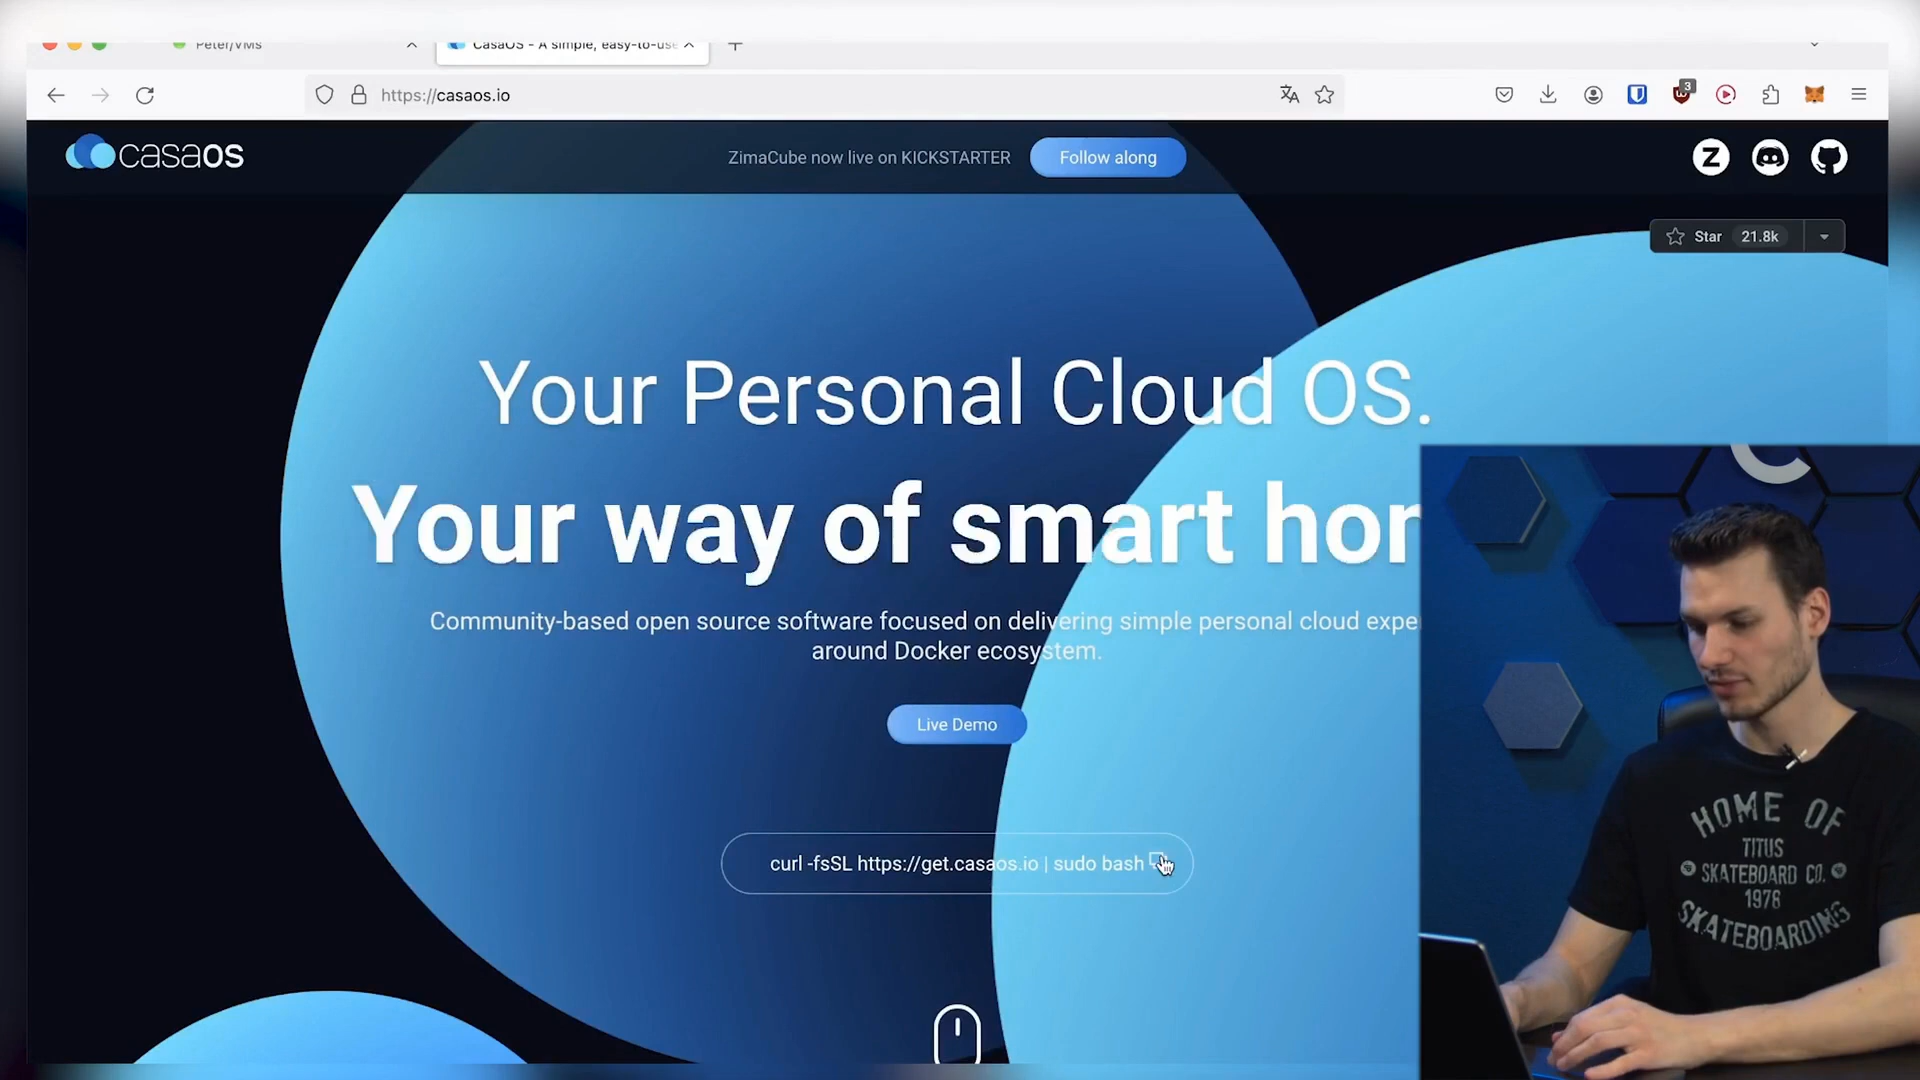 Peter/VMs
CasaOS - A simple, easy-to-use
https://casaos.io
3
casaOS
ZimaCube now live on KICKSTARTER
Follow along
Z
Star 21.8k
Your Personal Cloud OS.
Your way of smart hom
Community-based open source software focused on delivering simple personal cloud expe
around Docker ecosystem.
Live Demo
curl -fsSL https://get.casaos.io | sudo bash
HOME OF
TITUS
SKATEBOARD CO.
1976
SKATEBOARDING